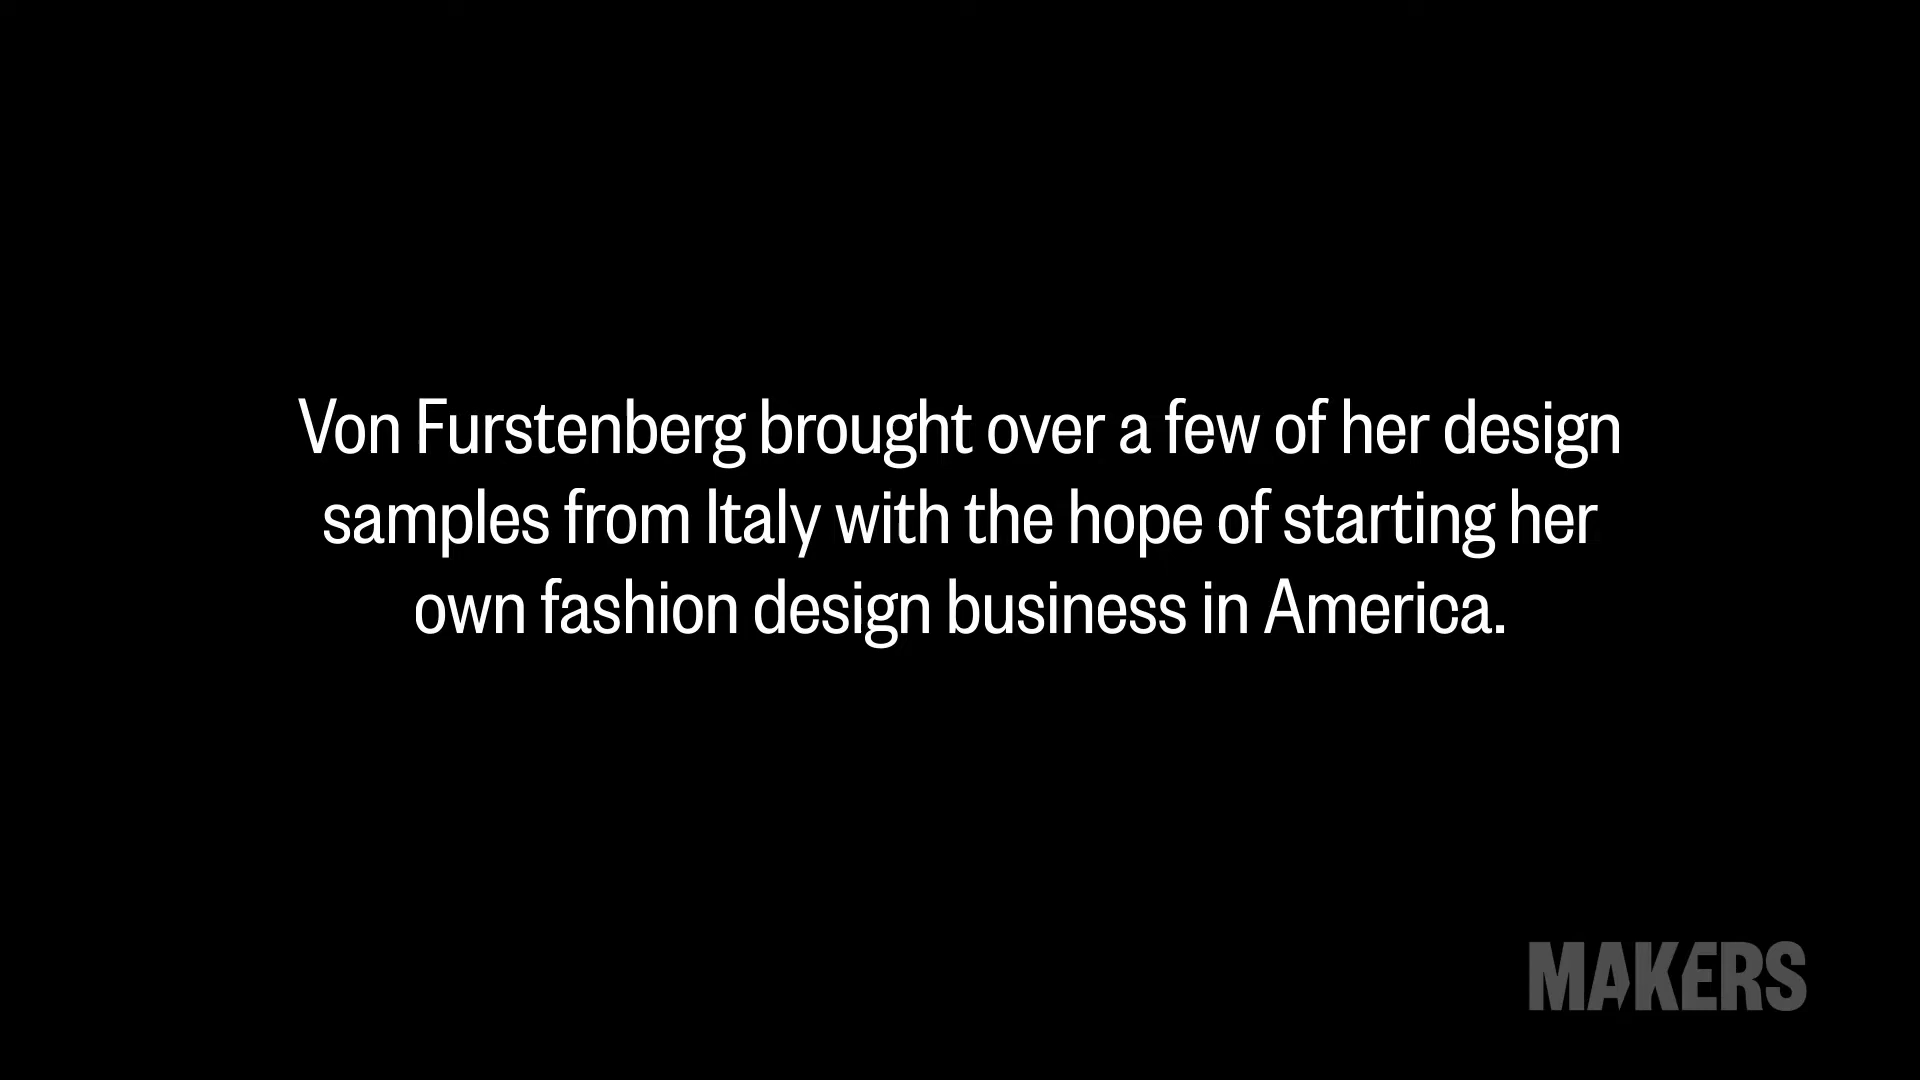 Von Furstenberg brought over a few of her design
samples from Italy with the hope of starting her
own fashion design business in America.
MAKERS